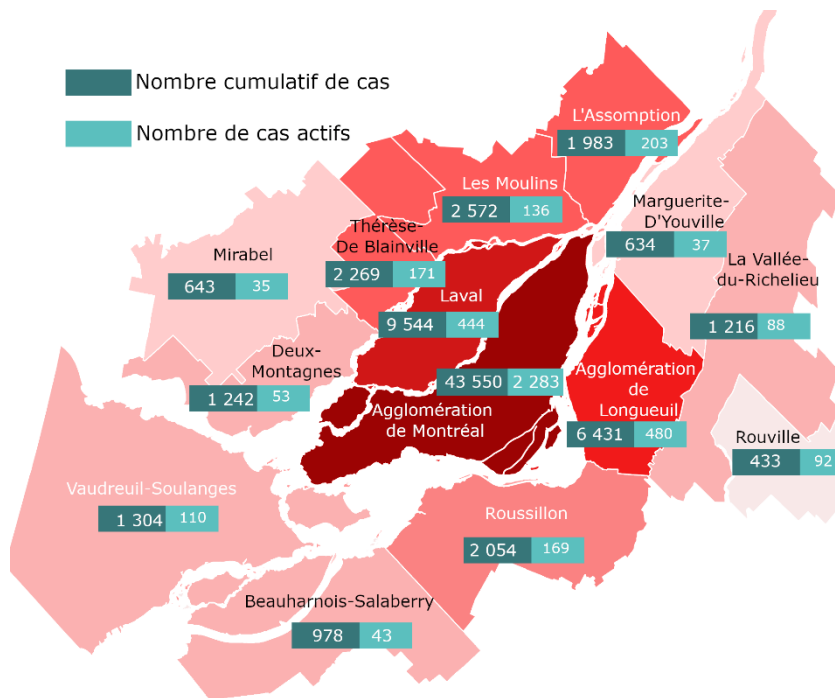 Nombre cumulatif de cas
Nombre de cas actifs
L'Assomption
1 983 203
Les Moulins
2 572 136
Marguerite-
D'Youville
634 37
Thérèse-
De Blainville
2 269 171
Mirabel
643 35
La Vallée-
du-Richelieu
1 216 88
Laval
9 544 444
Deux-
Montagnes
1 242 53
43 550 2 283
Agglomération
de Montréal
Agglomération
de
Longueuil
6 431 480
Rouville
433 92
Vaudreuil-Soulanges
1 304 110
Roussillon
2 054 169
Beauharnois-Salaberry
978 43